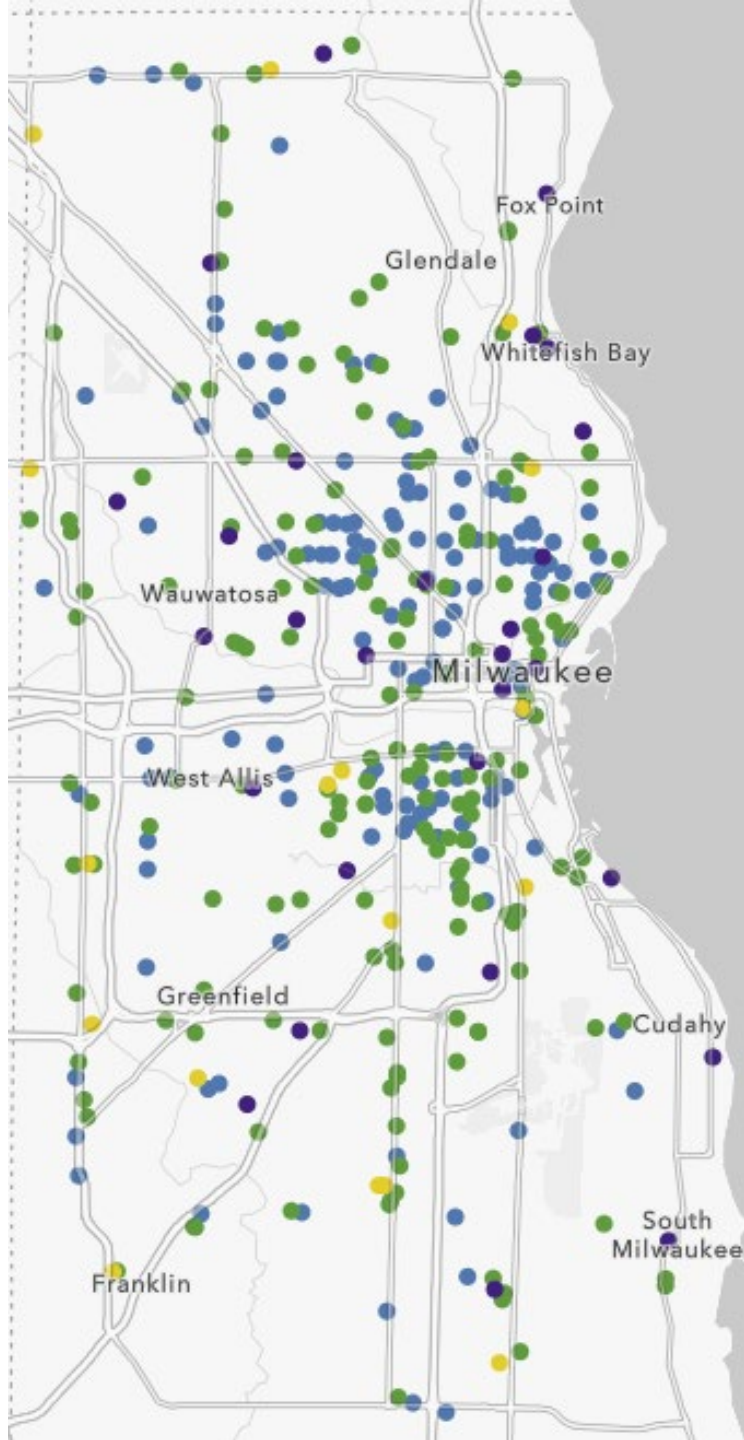 Fox Point
Glendale
Whitefish Bay
Wauwatosa
Milwaukee
West Allis
Greenfield
Cudahy
South
Milwaukee
Franklin